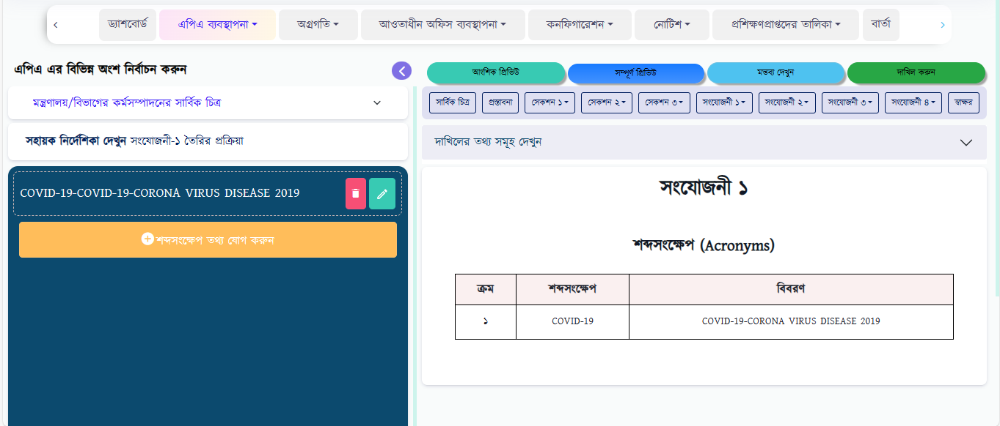 ড্যাশবোর্ড এপিএ ব্যবস্থাপনা অগ্রগতি আওতাধীন অফিস ব্যবস্থাপনা কনফিগারেশন নোটিশ প্রশিক্ষণপ্রাপ্তদের তালিকা বার্তা
এপিএ এর বিভিন্ন অংশ নির্বাচন করুন
মন্ত্রণালয়/বিভাগের কর্মসম্পাদনের সার্বিক চিত্র
সহায়ক নির্দেশিকা দেখুন সংযোজনী-১ তৈরির প্রক্রিয়া
COVID-19-COVID-19-CORONA VIRUS DISEASE 2019
শব্দসংক্ষেপ তথ্য যোগ করুন
আংশিক প্রিভিউ সম্পূর্ণ প্রিভিউ মন্তব্য দেখুন দাখিল করুন
সার্বিক চিত্র প্রস্তাবনা সেকশন ১ সেকশন ২ সেকশন ৩ সংযোজনী ১ সংযোজনী ২ সংযোজনী ৩ সংযোজনী ৪ স্বাক্ষর
দাখিলের তথ্য সমূহ দেখুন
সংযোজনী ১
শব্দসংক্ষেপ (Acronyms)
ক্রম শব্দসংক্ষেপ বিবরণ
১ COVID-19 COVID-19-CORONA VIRUS DISEASE 2019